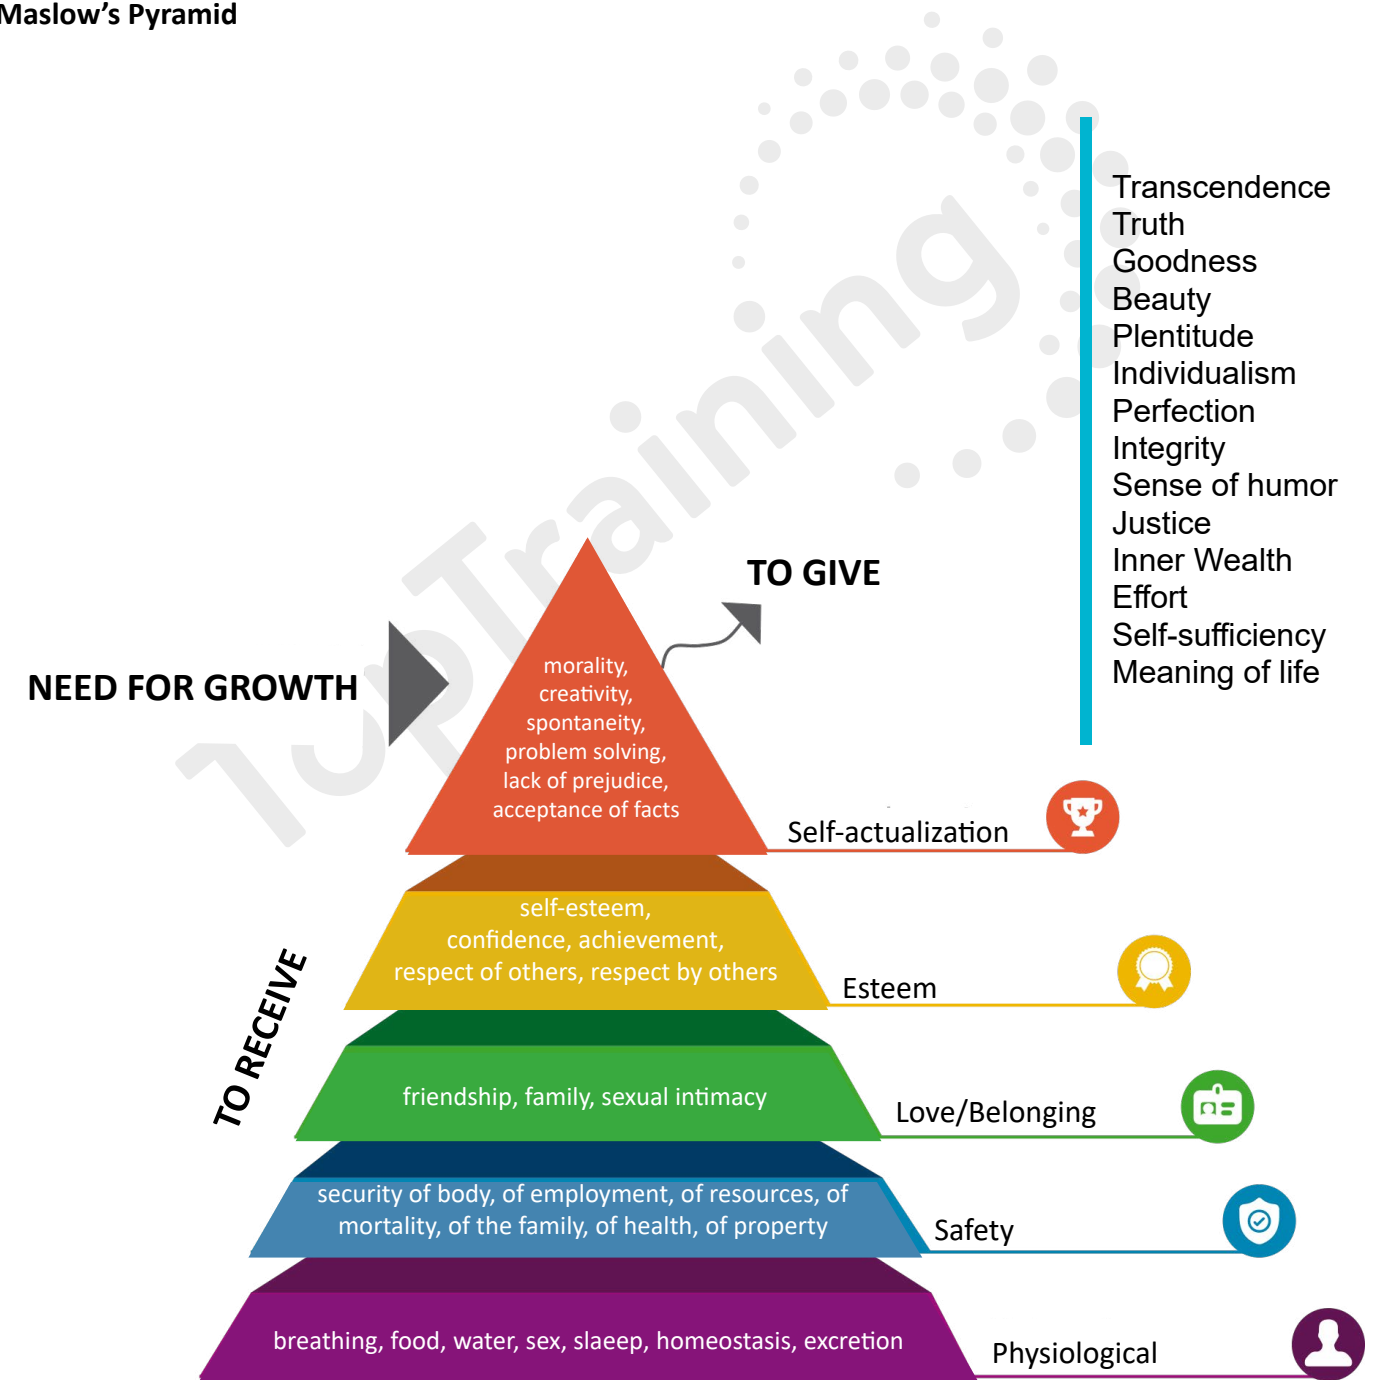 Maslow's Pyramid
TopTraining
Transcendence
Truth
Goodness
Beauty
Plentitude
Individualism
Perfection
Integrity
Sense of humor
Justice
Inner Wealth
Effort
Self-sufficiency
Meaning of life
TO GIVE
NEED FOR GROWTH
morality,
creativity,
spontaneity,
problem solving,
lack of prejudice,
acceptance of facts
Self-actualization
TO RECEIVE
self-esteem,
confidence, achievement,
respect of others, respect by others
Esteem
friendship, family, sexual intimacy
Love/Belonging
security of body, of employment, of resources, of
mortality, of the family, of health, of property
Safety
breathing, food, water, sex, slaeep, homeostasis, excretion
Physiological